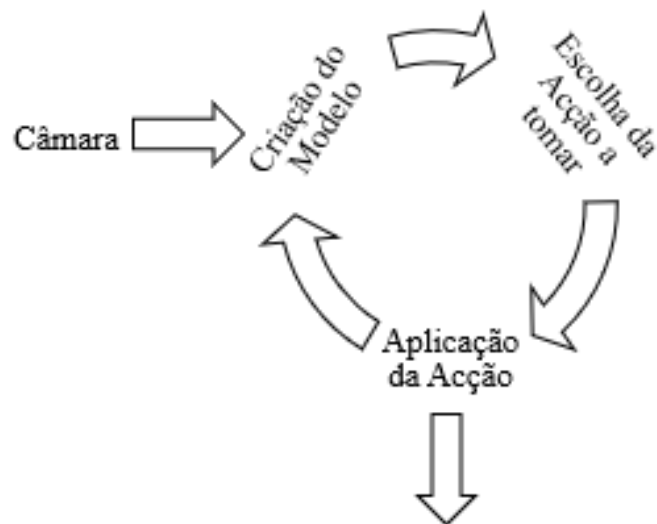 Câmara
Criação do
Modelo
Escolha da
Acção a
tomar
Aplicação
da Acção